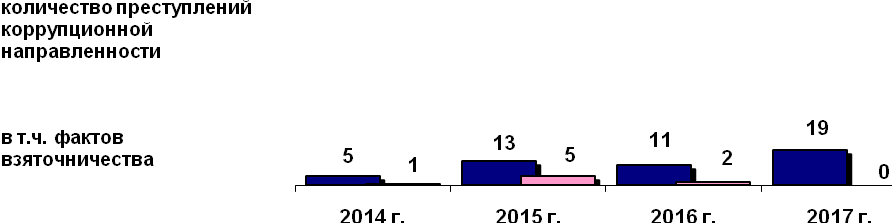 количество преступлений
коррупционной
направленности
в т.ч. фактов
взяточничества
5
1
13
5
11
2
19
0
2014 г.
2015 г.
2016 г.
2017 г.